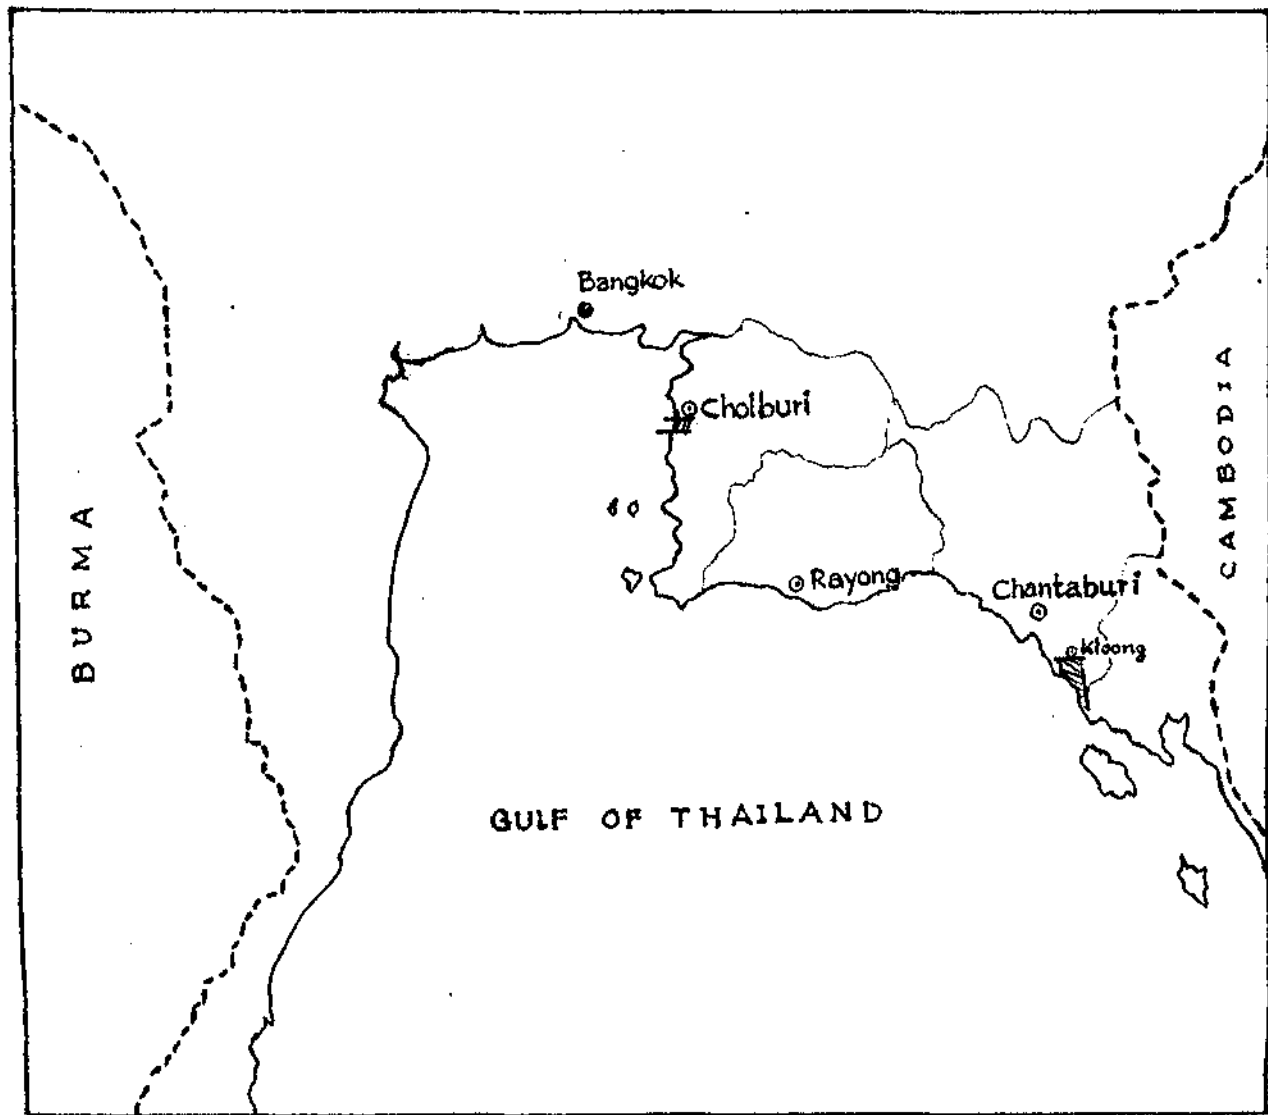 Bangkok
Cholburi
CAMBODIA
BURMA
Rayong
Chantaburi
Kloong
GULF OF THAILAND